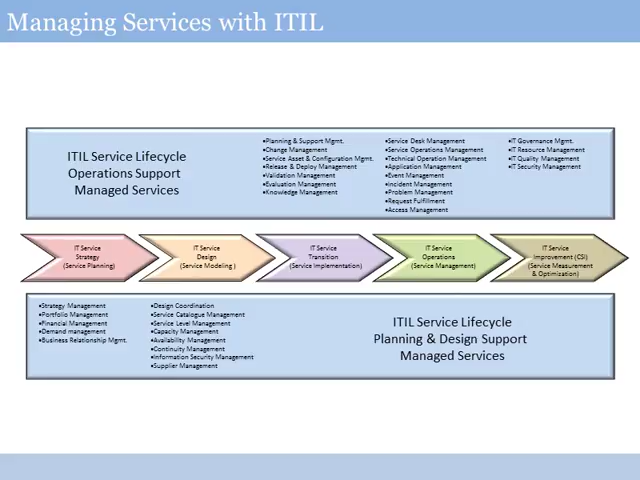 Managing Services with ITIL
ITIL Service Lifecycle
Operations Support
Managed Services
•Planning & Support Mgmt.
•Change Management
•Service Asset & Configuration Mgmt.
•Release & Deploy Management
•Validation Management
•Evaluation Management
•Knowledge Management
•Service Desk Management
•Service Operations Management
•Technical Operation Management
•Application Management
•Event Management
•Incident Management
•Problem Management
•Request Fulfillment
•Access Management
•IT Governance Mgmt.
•IT Resource Management
•IT Quality Management
•IT Security Management
IT Service
Strategy
(Service Planning)
IT Service
Design
(Service Modeling )
IT Service
Transition
(Service Implementation)
IT Service
Operations
(Service Management)
IT Service
Improvement (CSI)
(Service Measurement
& Optimization)
•Strategy Management
•Portfolio Management
•Financial Management
•Demand management
•Business Relationship Mgmt.
•Design Coordination
•Service Catalogue Management
•Service Level Management
•Capacity Management
•Availability Management
•Continuity Management
•Information Security Management
•Supplier Management
ITIL Service Lifecycle
Planning & Design Support
Managed Services